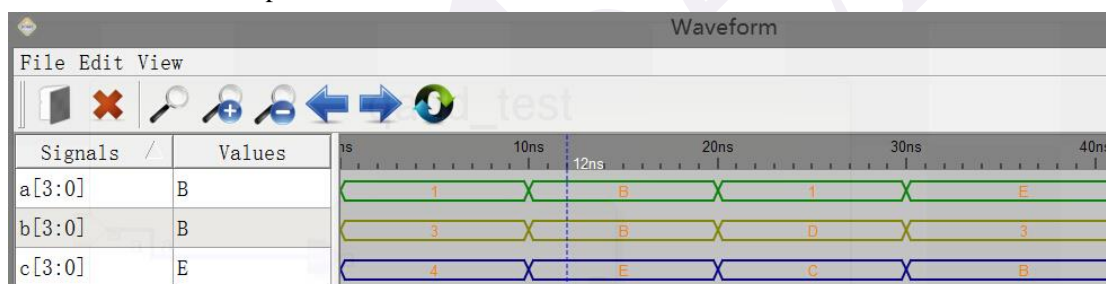 Waveform
File Edit View
Signals Values ns 10ns 20ns 30ns 40n
12ns
a[3:0] B 1 B 1 E
b[3:0] B 3 B D 3
c[3:0] E 4 E C B